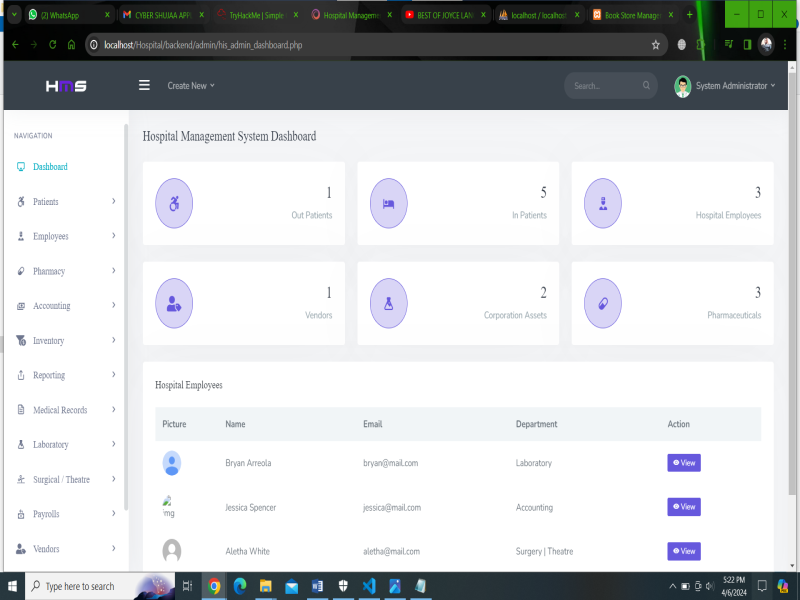 (2) WhatsApp
CYBER SHUJAA APPL
TryHackMe | Simple
Hospital Managem
BEST OF JOYCE LAN
localhost / localhos
Book Store Manage
localhost/Hospital/backend/admin/his_admin_dashboard.php
HMS
Create New
Search...
System Administrator
NAVIGATION
Dashboard
Patients
Employees
Pharmacy
Accounting
Inventory
Reporting
Medical Records
Laboratory
Surgical / Theatre
Payrolls
Vendors
Hospital Management System Dashboard
1
Out Patients
5
In Patients
3
Hospital Employees
1
Vendors
2
Corporation Assets
3
Pharmaceuticals
Hospital Employees
Picture Name Email Department Action
Bryan Arreola bryan@mail.com Laboratory View
img Jessica Spencer jessica@mail.com Accounting View
Aletha White aletha@mail.com Surgery | Theatre View
Type here to search
5:22 PM
4/6/2024